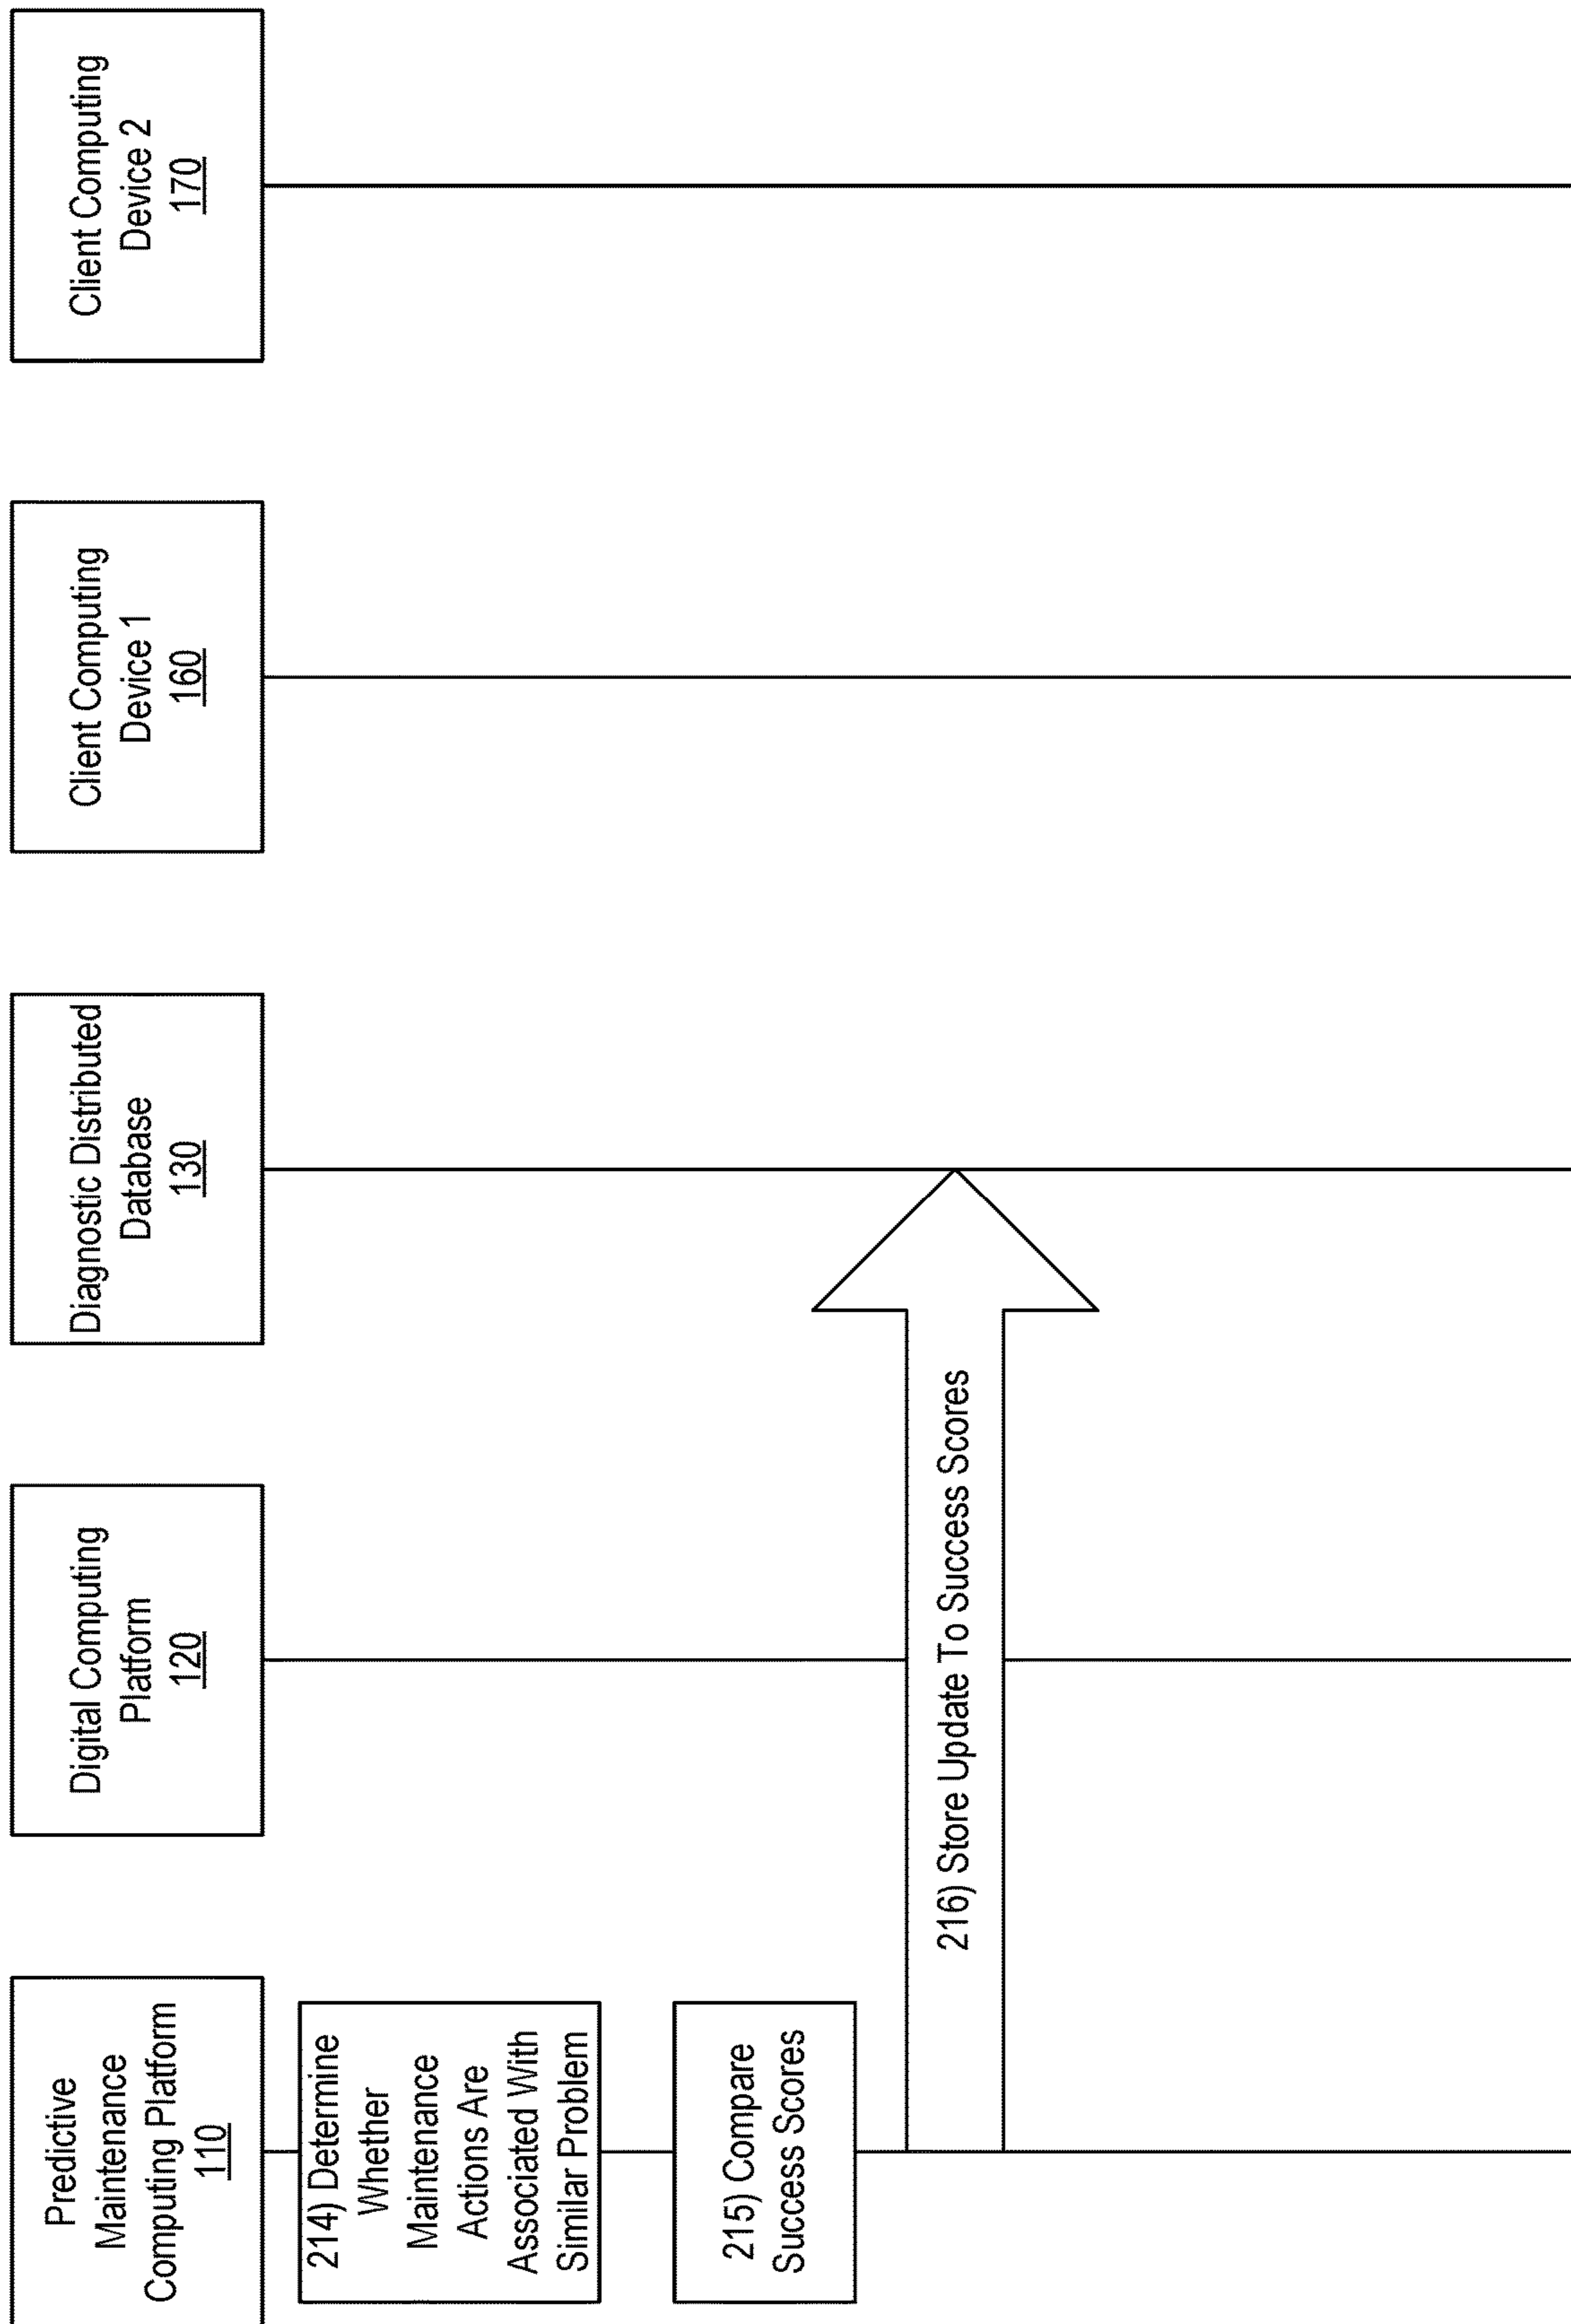 Predictive
Maintenance
Computing Platform
110
Digital Computing
Platform
120
Diagnostic Distributed
Database
130
Client Computing
Device 1
160
Client Computing
Device 2
170
214) Determine
Whether
Maintenance
Actions Are
Associated With
Similar Problem
215) Compare
Success Scores
216) Store Update To Success Scores